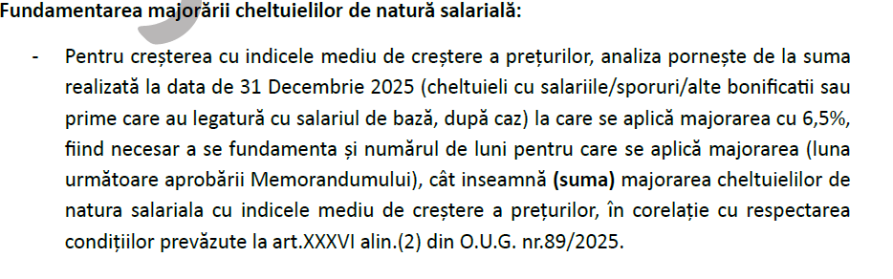 Fundamentarea majorării cheltuielilor de natură salarială:
- Pentru creșterea cu indicele mediu de creștere a prețurilor, analiza pornește de la suma
realizată la data de 31 Decembrie 2025 (cheltuieli cu salariile/sporuri/alte bonificatii sau
prime care au legatură cu salariul de bază, după caz) la care se aplică majorarea cu 6,5%,
fiind necesar a se fundamenta și numărul de luni pentru care se aplică majorarea (luna
următoare aprobării Memorandumului), cât inseamnă (suma) majorarea cheltuielilor de
natura salariala cu indicele mediu de creștere a prețurilor, în corelație cu respectarea
condițiilor prevăzute la art.XXXVI alin.(2) din O.U.G. nr.89/2025.